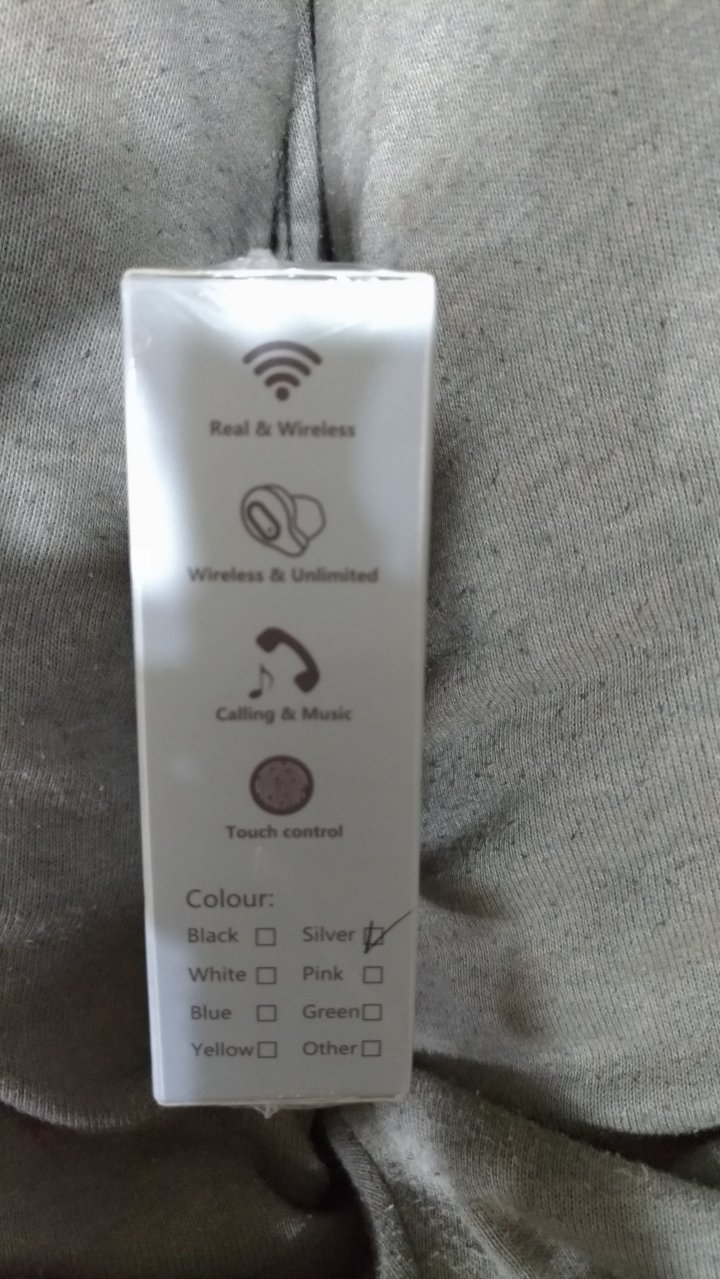 Real & Wireless
Wireless & Unlimited
Calling & Music
Touch control
Colour:
Black □ Silver ☑
White □ Pink □
Blue □ Green □
Yellow □ Other □